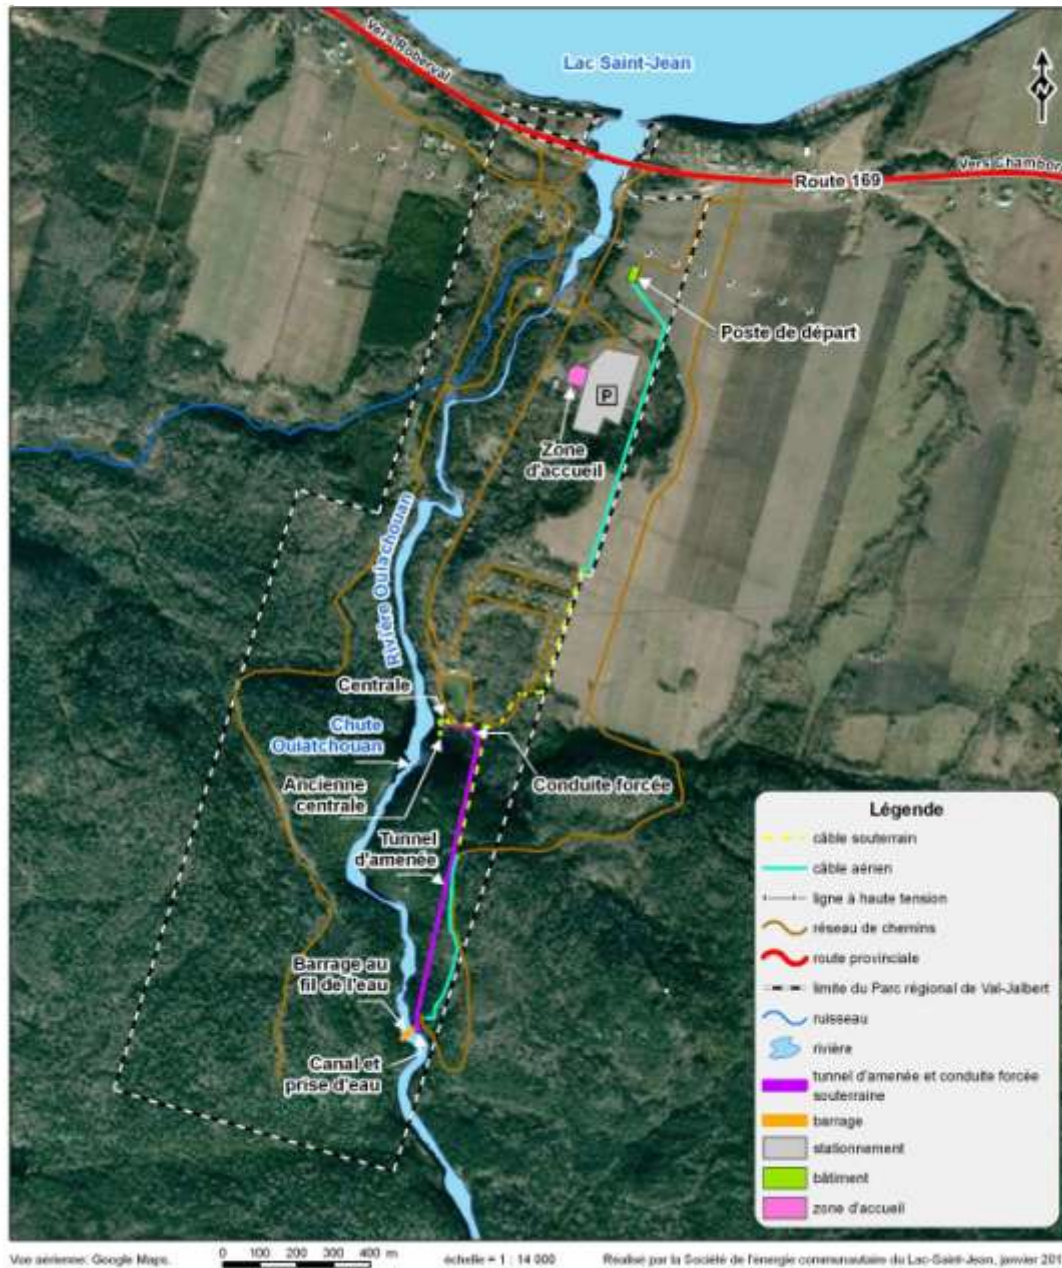 Lac Saint-Jean
Vers Roberval
Vers Chambor
Route 169
Poste de départ
P
Zone
d'accueil
Rivière Ouiatchouan
Centrale
Chute
Ouiatchouan
Ancienne
centrale
Conduite forcée
Tunnel
d'amenée
Barrage au
fil de l'eau
Canal et
prise d'eau
Légende
câble souterrain
câble aérien
ligne à haute tension
réseau de chemins
route provinciale
limite du Parc régional de Val-Jalbert
ruisseau
rivière
tunnel d'amenée et conduite forcée
souterraine
barrage
stationnement
bâtiment
zone d'accueil
Vue aérienne: Google Maps.
0 100 200 300 400 m
échelle = 1 : 14 000
Réalisé par la Société de l'énergie communautaire du Lac-Saint-Jean, janvier 201